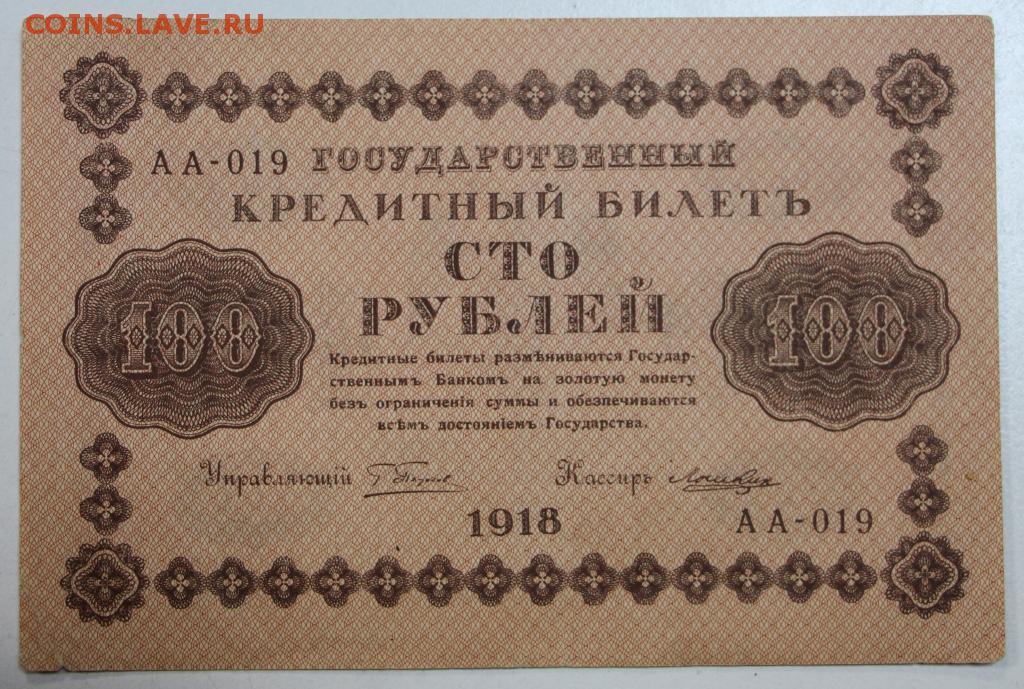 COINS.LAVE.RU
АА-019 ГОСУДАРСТВЕННЫЙ
КРЕДИТНЫЙ БИЛЕТЪ
СТО
РУБЛЕЙ
100
100
Кредитные билеты размѣниваются Государ-
ственнымъ Банкомъ на золотую монету
безъ ограниченія суммы и обезпечиваются
всѣмъ достояніемъ Государства.
Управляющій
Кассиръ
1918
АА-019